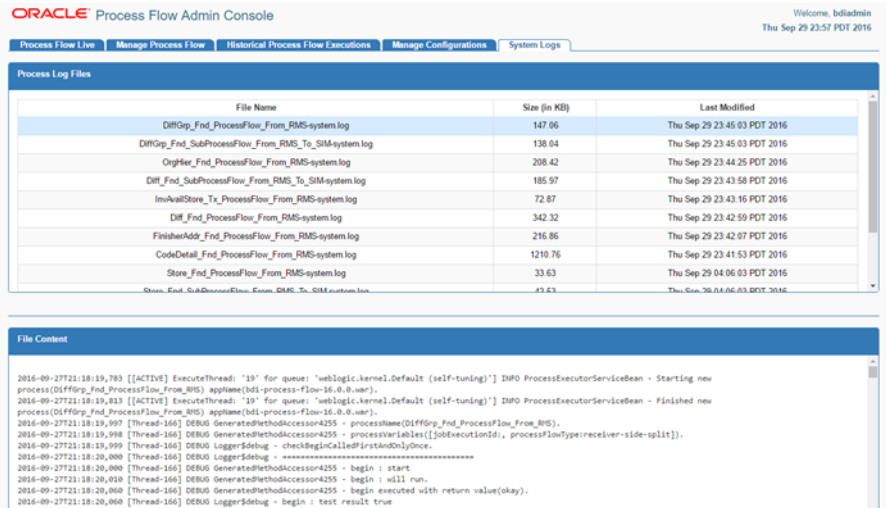 ORACLE® Process Flow Admin Console
Welcome, bdiadmin
Thu Sep 29 23:57 PDT 2016
Process Flow Live Manage Process Flow Historical Process Flow Executions Manage Configurations System Logs
Process Log Files
File Name Size (in KB) Last Modified
DiffGrp_Fnd_ProcessFlow_From_RMS-system.log 147.06 Thu Sep 29 23:45:03 PDT 2016
DiffGrp_Fnd_SubProcessFlow_From_RMS_To_SIM-system.log 138.04 Thu Sep 29 23:45:03 PDT 2016
OrgHier_Fnd_ProcessFlow_From_RMS-system.log 208.42 Thu Sep 29 23:44:25 PDT 2016
Diff_Fnd_SubProcessFlow_From_RMS_To_SIM-system.log 185.97 Thu Sep 29 23:43:58 PDT 2016
InvAvailStore_Tx_ProcessFlow_From_RMS-system.log 72.87 Thu Sep 29 23:43:16 PDT 2016
Diff_Fnd_ProcessFlow_From_RMS-system.log 342.32 Thu Sep 29 23:42:59 PDT 2016
FinisherAddr_Fnd_ProcessFlow_From_RMS-system.log 216.86 Thu Sep 29 23:42:07 PDT 2016
CodeDetail_Fnd_ProcessFlow_From_RMS-system.log 1210.76 Thu Sep 29 23:41:53 PDT 2016
Store_Fnd_ProcessFlow_From_RMS-system.log 33.63 Thu Sep 29 04:06:03 PDT 2016
Store_Fnd_SubProcessFlow_From_RMS_To_SIM-system.log 42.53 Thu Sep 29 04:06:03 PDT 2016
File Content
2016-09-27T21:18:19,783 [[ACTIVE] ExecuteThread: '19' for queue: 'weblogic.kernel.Default (self-tuning)'] INFO ProcessExecutorServiceBean - Starting new
process(DiffGrp_Fnd_ProcessFlow_From_RMS) appName(bdi-process-flow-16.0.0.war).
2016-09-27T21:18:19,813 [[ACTIVE] ExecuteThread: '19' for queue: 'weblogic.kernel.Default (self-tuning)'] INFO ProcessExecutorServiceBean - Finished new
process(DiffGrp_Fnd_ProcessFlow_From_RMS) appName(bdi-process-flow-16.0.0.war).
2016-09-27T21:18:19,997 [Thread-166] DEBUG GeneratedMethodAccessor4255 - processName(DiffGrp_Fnd_ProcessFlow_From_RMS).
2016-09-27T21:18:19,998 [Thread-166] DEBUG GeneratedMethodAccessor4255 - processVariables([jobExecutionId:, processFlowType:receiver-side-split]).
2016-09-27T21:18:19,999 [Thread-166] DEBUG Logger$debug - checkBeginCalledFirstAndOnlyOnce.
2016-09-27T21:18:20,000 [Thread-166] DEBUG Logger$debug - ==========================================
2016-09-27T21:18:20,000 [Thread-166] DEBUG GeneratedMethodAccessor4255 - begin : start
2016-09-27T21:18:20,010 [Thread-166] DEBUG GeneratedMethodAccessor4255 - begin : will run.
2016-09-27T21:18:20,060 [Thread-166] DEBUG GeneratedMethodAccessor4255 - begin executed with return value(okay).
2016-09-27T21:18:20,060 [Thread-166] DEBUG Logger$debug - begin : test result true